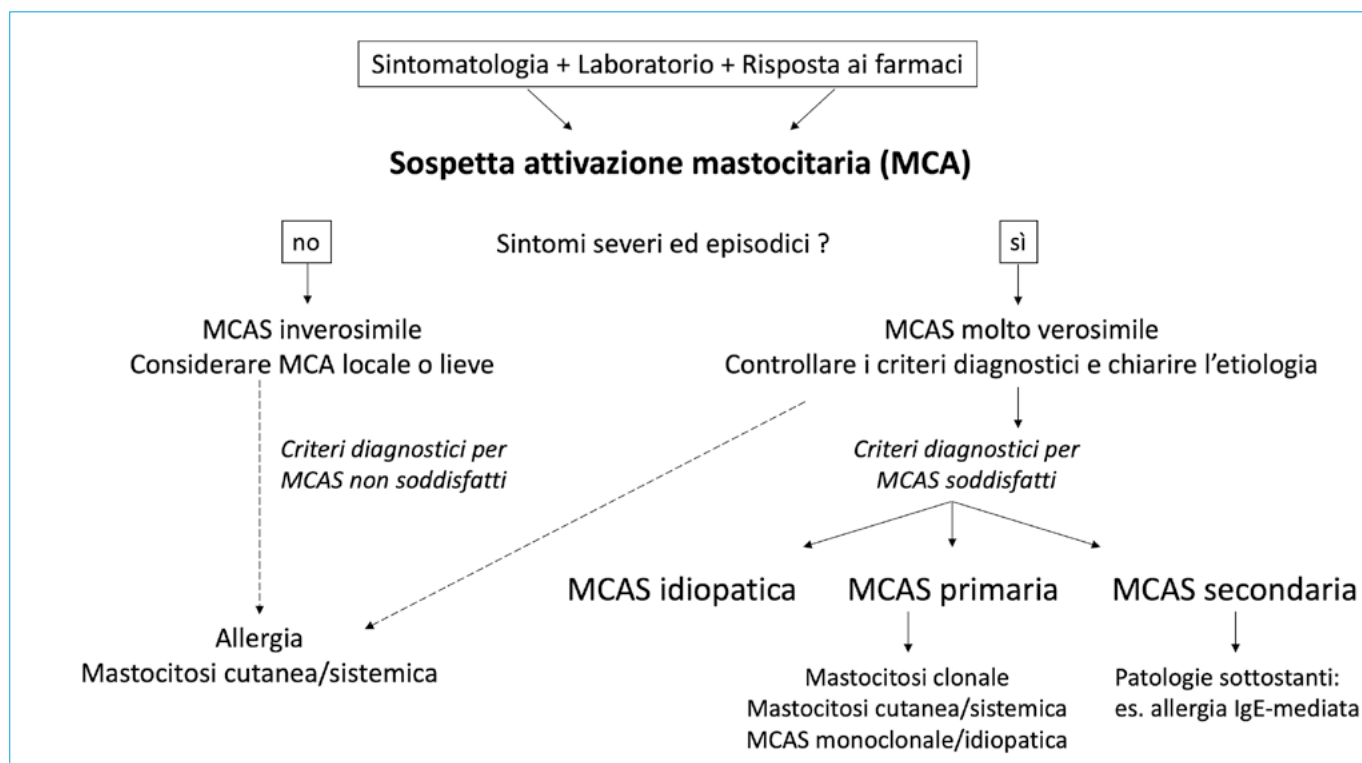 Sintomatologia + Laboratorio + Risposta ai farmaci
Sospetta attivazione mastocitaria (MCA)
no
Sintomi severi ed episodici ?
sì
MCAS inverosimile
Considerare MCA locale o lieve
MCAS molto verosimile
Controllare i criteri diagnostici e chiarire l'etiologia
Criteri diagnostici per
MCAS non soddisfatti
Criteri diagnostici per
MCAS soddisfatti
MCAS idiopatica
MCAS primaria
MCAS secondaria
Allergia
Mastocitosi cutanea/sistemica
Mastocitosi clonale
Mastocitosi cutanea/sistemica
MCAS monoclonale/idiopatica
Patologie sottostanti:
es. allergia IgE-mediata